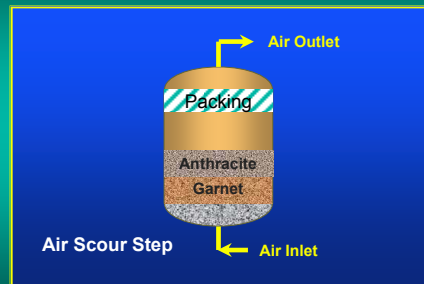 Air Outlet
Packing
Anthracite
Garnet
Air Scour Step
Air Inlet